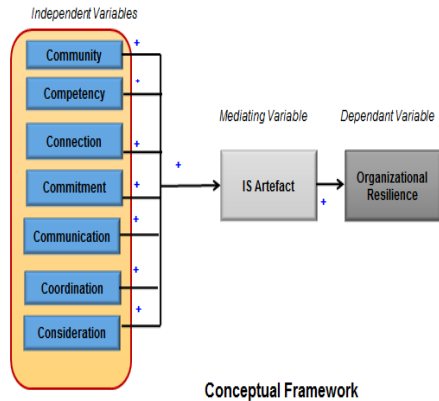 Independent Variables
Community
+
Competency
+
Connection
+
Commitment
+
Communication
+
Coordination
+
Consideration
+
+
Mediating Variable
IS Artefact
+
Dependant Variable
Organizational
Resilience
Conceptual Framework